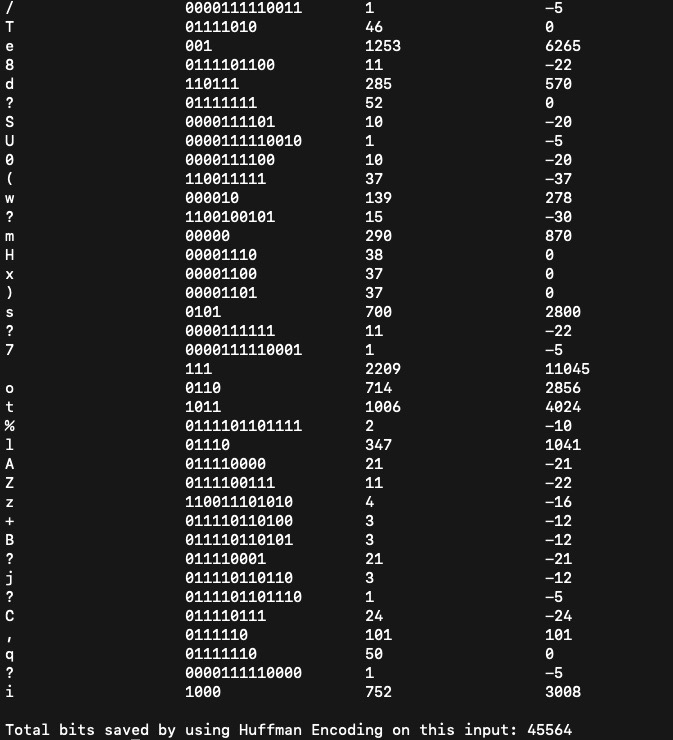 / 0000111110011 1 -5
T 01111010 46 0
e 001 1253 6265
8 0111101100 11 -22
d 110111 285 570
? 01111111 52 0
S 0000111101 10 -20
U 0000111110010 1 -5
0 0000111100 10 -20
( 110011111 37 -37
w 000010 139 278
? 1100100101 15 -30
m 00000 290 870
H 00001110 38 0
x 00001100 37 0
) 00001101 37 0
s 0101 700 2800
? 0000111111 11 -22
7 0000111110001 1 -5
111 2209 11045
o 0110 714 2856
t 1011 1006 4024
% 0111101101111 2 -10
l 01110 347 1041
A 011110000 21 -21
Z 0111100111 11 -22
z 110011101010 4 -16
+ 011110110100 3 -12
B 011110110101 3 -12
? 011110001 21 -21
j 011110110110 3 -12
? 0111101101110 1 -5
C 011110111 24 -24
, 0111110 101 101
q 01111110 50 0
? 0000111110000 1 -5
i 1000 752 3008
Total bits saved by using Huffman Encoding on this input: 45564